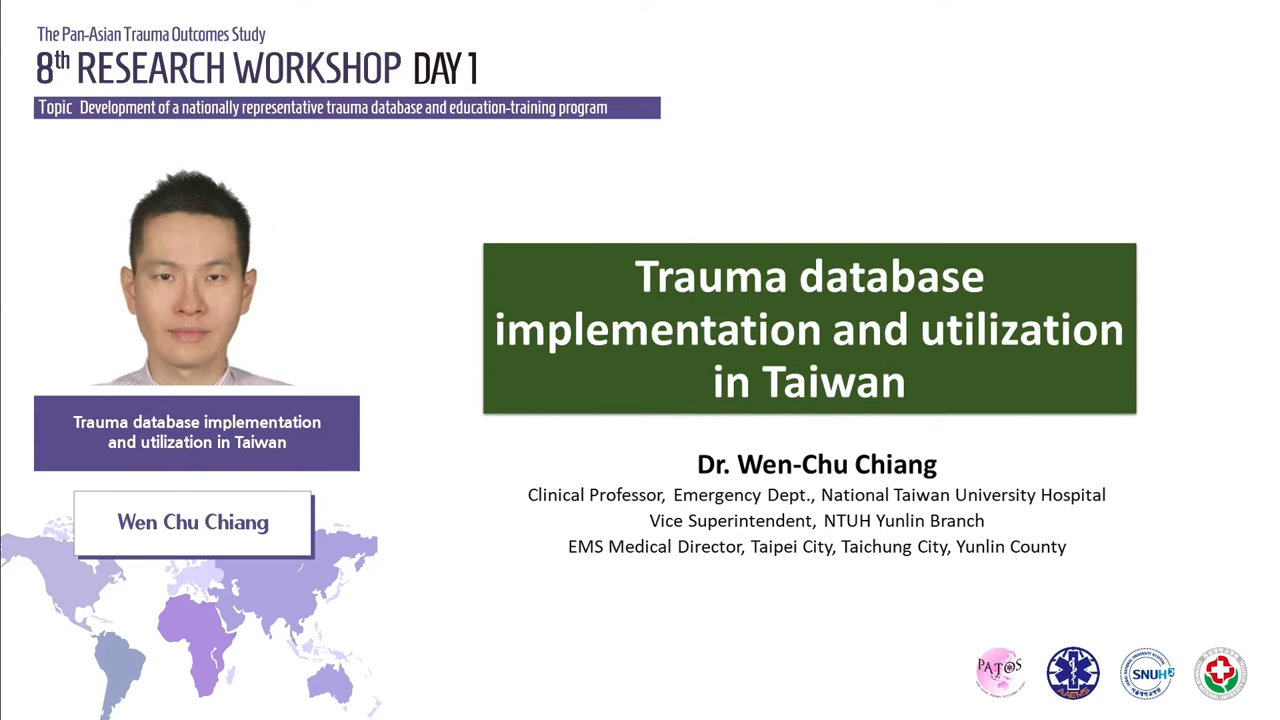 The Pan-Asian Trauma Outcomes Study
8th RESEARCH WORKSHOP DAY 1
Topic Development of a nationally representative trauma database and education-training program
Trauma database
implementation and utilization
in Taiwan
Trauma database implementation
and utilization in Taiwan
Dr. Wen-Chu Chiang
Clinical Professor, Emergency Dept., National Taiwan University Hospital
Vice Superintendent, NTUH Yunlin Branch
EMS Medical Director, Taipei City, Taichung City, Yunlin County
Wen Chu Chiang
PATOS
AAEMS
SNUH